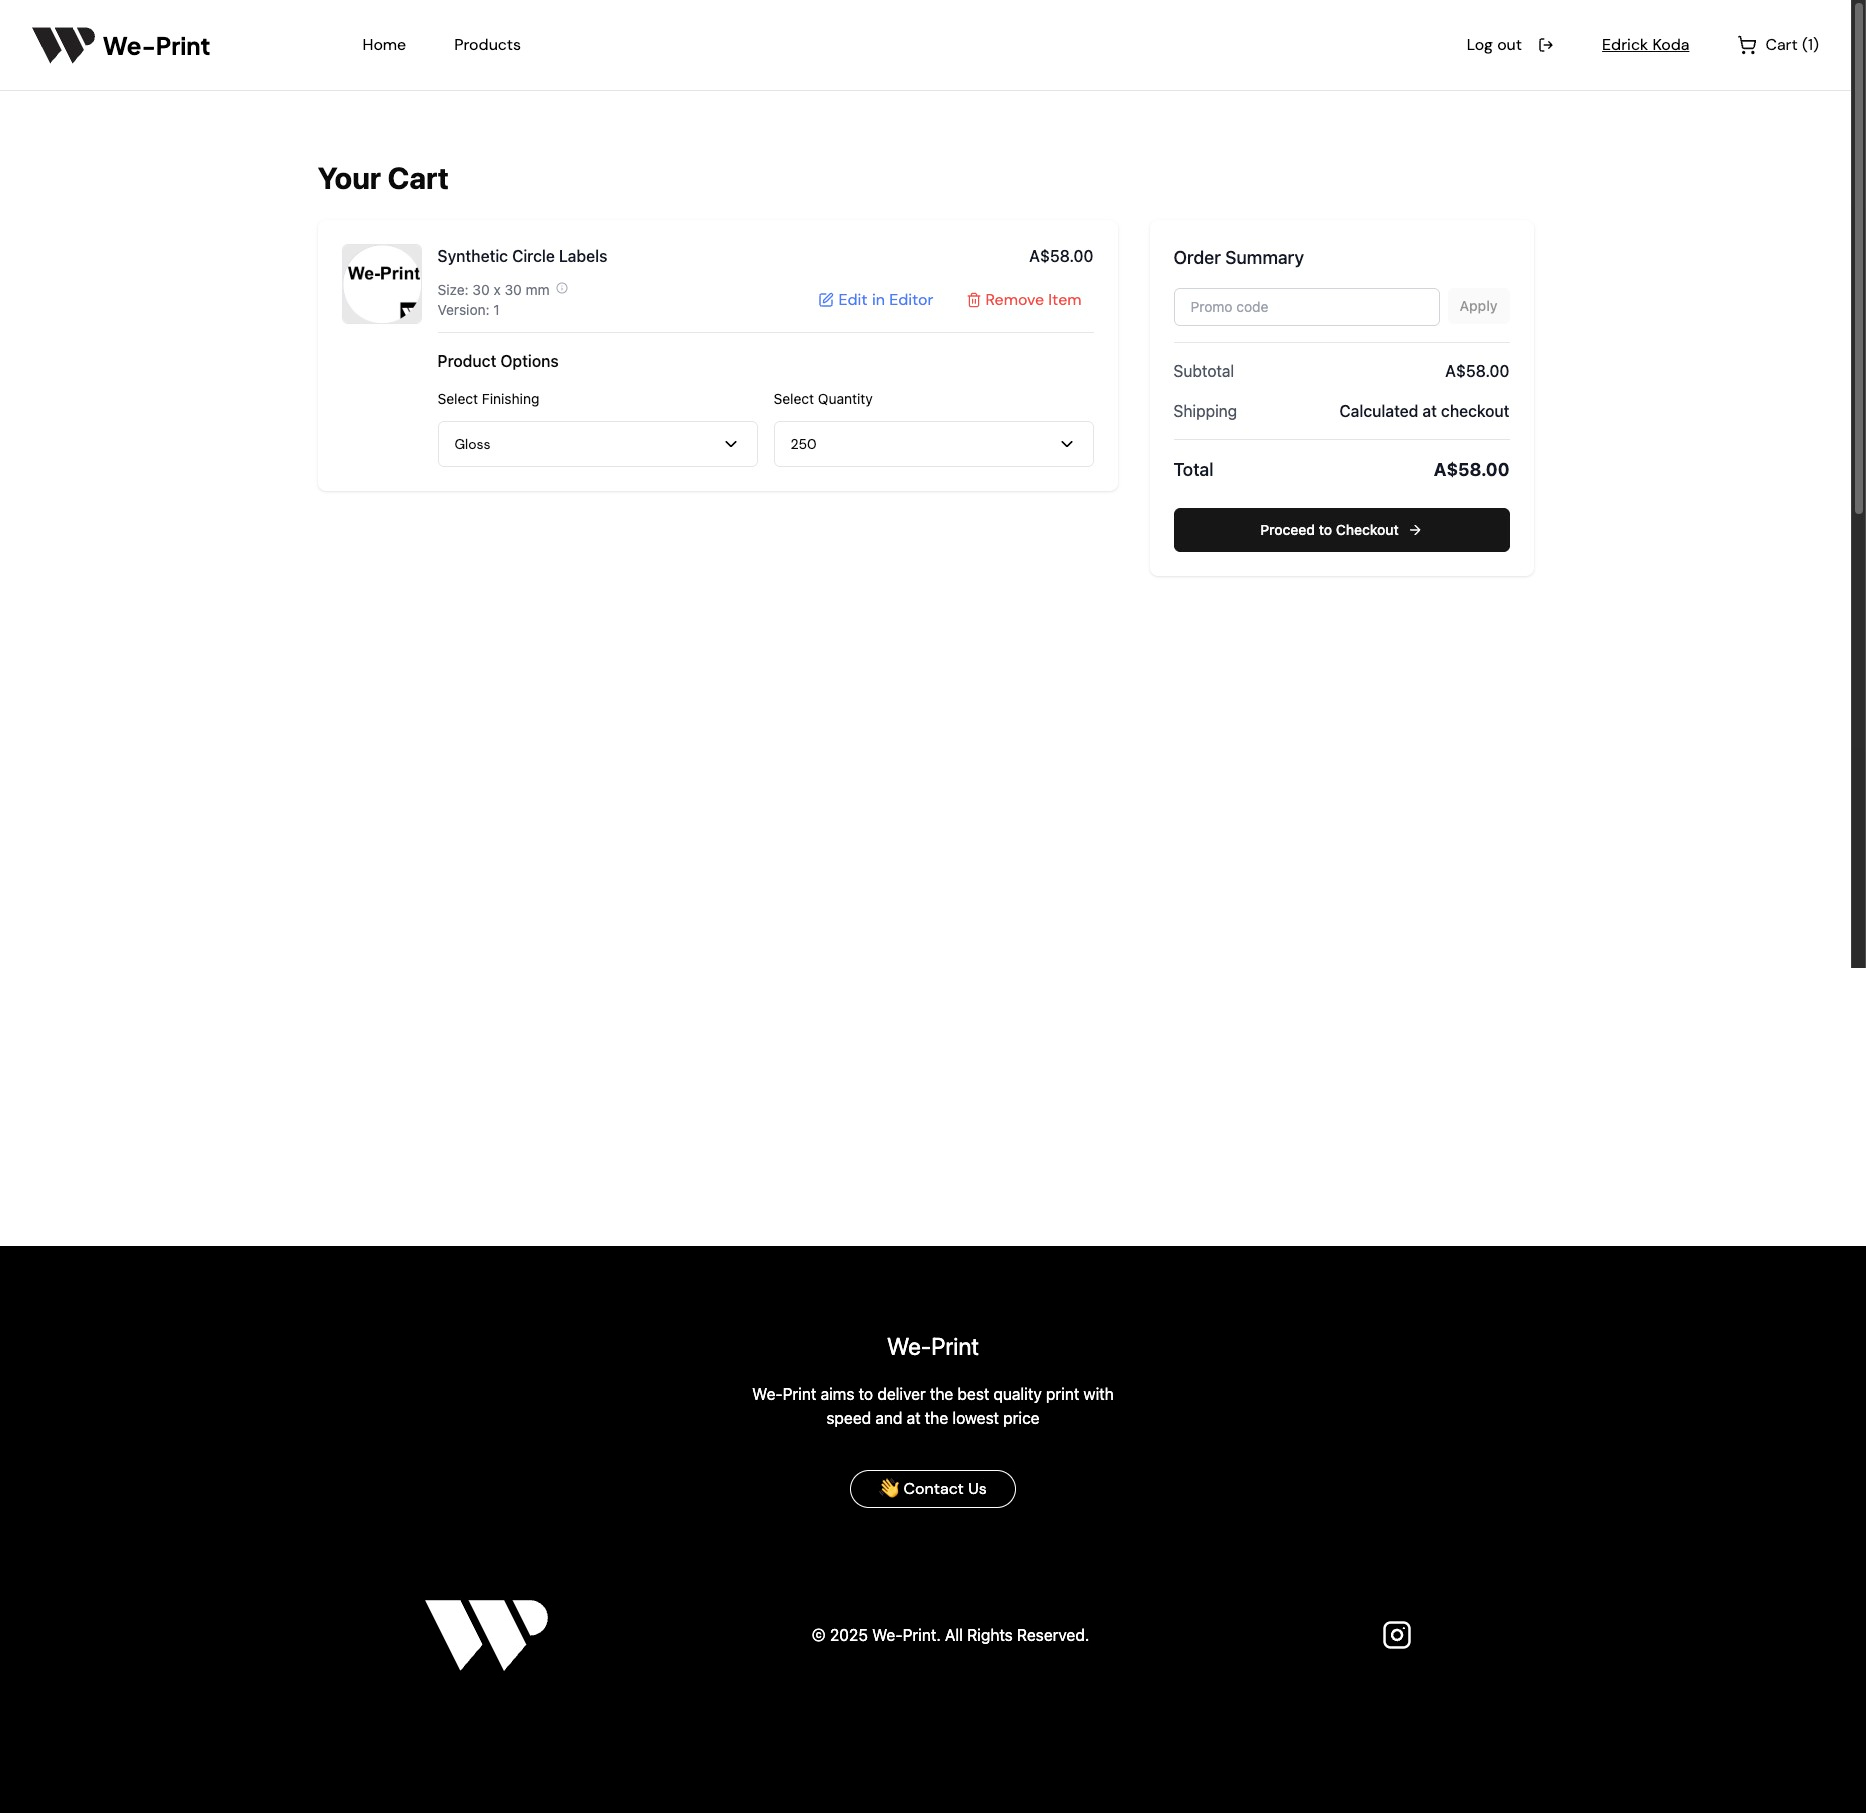 We-Print
Home
Products
Log out
Edrick Koda
Cart (1)
Your Cart
We-Print
Synthetic Circle Labels
A$58.00
Size: 30 x 30 mm
Version: 1
Edit in Editor
Remove Item
Product Options
Select Finishing
Select Quantity
Gloss
250
Order Summary
Promo code
Apply
Subtotal
A$58.00
Shipping
Calculated at checkout
Total
A$58.00
Proceed to Checkout →
We-Print
We-Print aims to deliver the best quality print with
speed and at the lowest price
👋 Contact Us
© 2025 We-Print. All Rights Reserved.